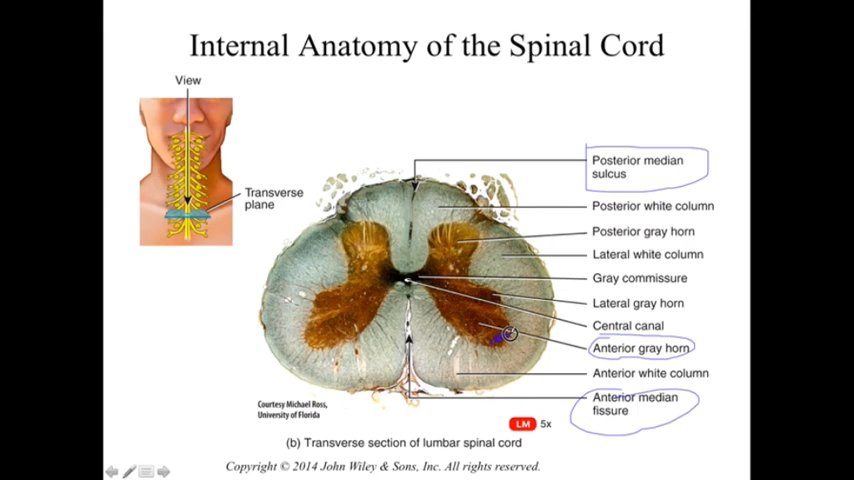 Internal Anatomy of the Spinal Cord
View
Transverse
plane
Posterior median
sulcus
Posterior white column
Posterior gray horn
Lateral white column
Gray commissure
Lateral gray horn
Central canal
Anterior gray horn
Anterior white column
Anterior median
fissure
Courtesy Michael Ross,
University of Florida
LM 5x
(b) Transverse section of lumbar spinal cord
Copyright © 2014 John Wiley & Sons, Inc. All rights reserved.